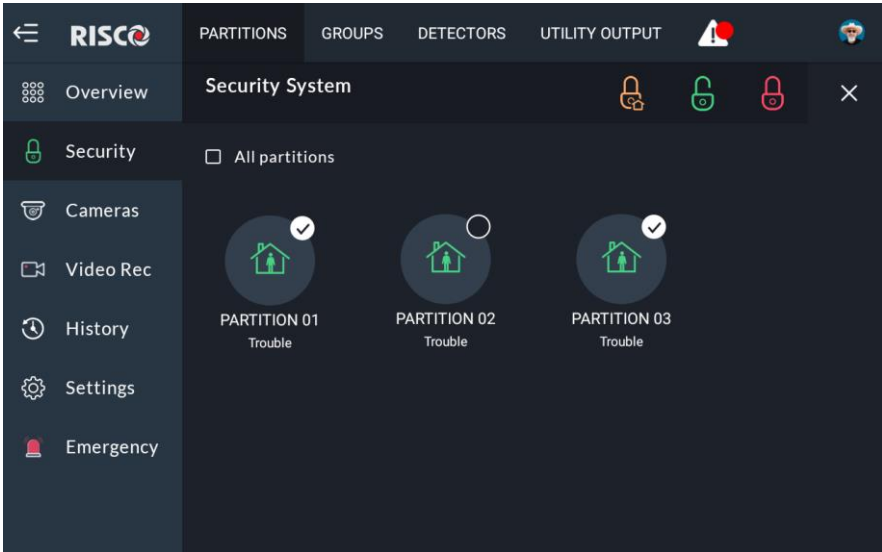 RISCO
PARTITIONS GROUPS DETECTORS UTILITY OUTPUT
Overview
Security
Cameras
Video Rec
History
Settings
Emergency
Security System
All partitions
PARTITION 01 PARTITION 02 PARTITION 03
Trouble Trouble Trouble